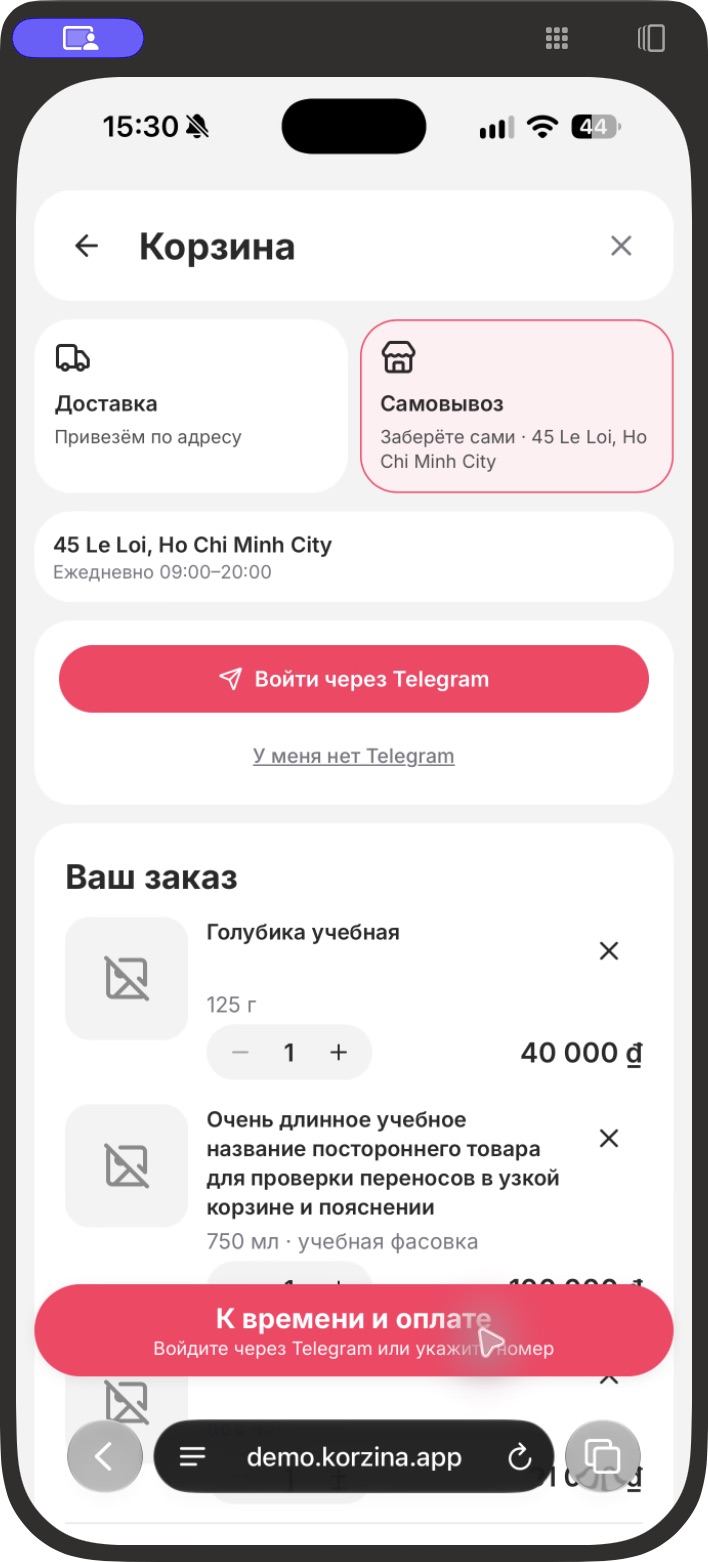 15:30
44
Корзина
Доставка
Привезём по адресу
Самовывоз
Заберёте сами · 45 Le Loi, Ho
Chi Minh City
45 Le Loi, Ho Chi Minh City
Ежедневно 09:00–20:00
Войти через Telegram
У меня нет Telegram
Ваш заказ
Голубика учебная
125 г
1
40 000 ₫
Очень длинное учебное
название постороннего товара
для проверки переносов в узкой
корзине и пояснении
750 мл · учебная фасовка
К времени и оплате
Войдите через Telegram или укажите номер
demo.korzina.app